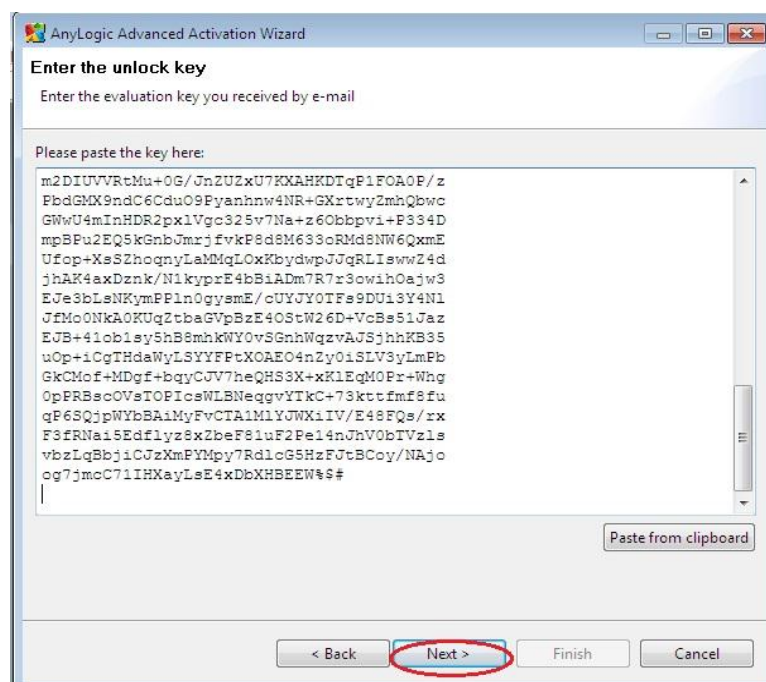 AnyLogic Advanced Activation Wizard
Enter the unlock key
Enter the evaluation key you received by e-mail
Please paste the key here:
m2DIUVVRtMu+0G/JnZUZxU7KXAHKDTqP1FOA0P/z
PbdGMX9ndC6CduO9Pyanhnw4NR+GXrtwyZmhQbwc
GWwU4mInHDR2pxlVgc325v7Na+z6Obbpvi+P334D
mpBPu2EQ5kGnbJmrjfvkP8d8M633oRMd8NW6QxmE
Ufop+XsSZhoqnyLaMMqLOxKbydwpJJqRLIswwZ4d
jhAK4axDznk/N1kyprE4bBiADm7R7r3owihOajw3
EJe3bLsNKymPPln0gysmE/cUYJY0TFs9DUi3Y4Nl
JfMo0NkA0KUqZtbaGVpBzE4OStW26D+VcBs51Jaz
EJB+41ob1sy5hB8mhkWY0vSGnhWqzvAJSjhhKB35
uOp+iCgTHdaWyLSYYFPtXOAEO4nZy0iSLV3yLmPb
GkCMof+MDgf+bqyCJV7heQHS3X+xKlEqM0Pr+Whg
0pPRBscOVsTOPIcsWLBNeqgvYTkC+73kttfmf8fu
qP6SQjpWYbBAiMyFvCTA1MlYJWXiIV/E48FQs/rx
F3fRNai5Edflyz8xZbeF81uF2Pe14nJhV0bTVzls
vbzLqBbjiCJzXmPYMpy7RdlcG5HzFJtBCoy/NAjo
og7jmcC71IHXayLsE4xDbXHBEEW%$#
Paste from clipboard
< Back Next > Finish Cancel